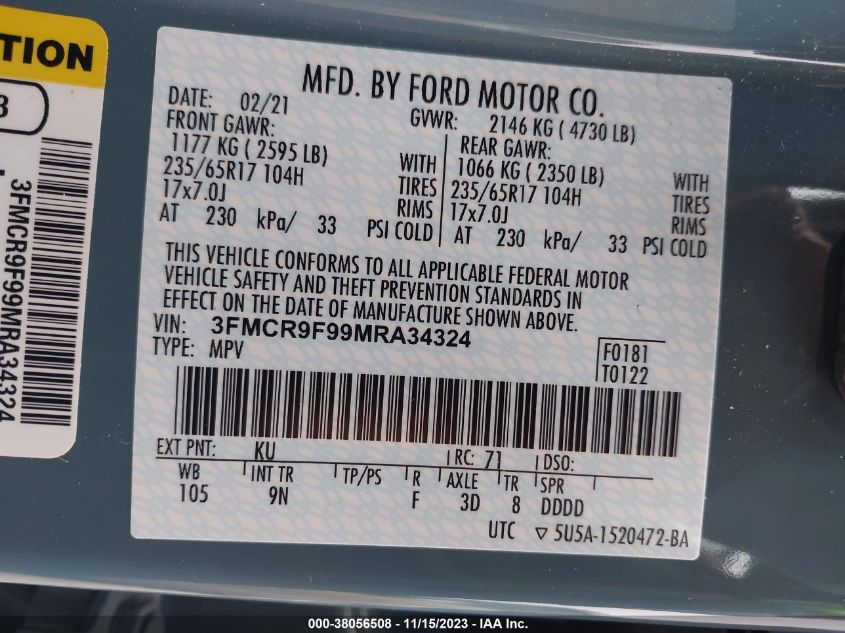 TION
3
3FMCR9F99MRA34324
MFD. BY FORD MOTOR CO.
DATE: 02/21 GVWR: 2146 KG ( 4730 LB)
FRONT GAWR: REAR GAWR:
1177 KG ( 2595 LB) WITH 1066 KG ( 2350 LB) WITH
235/65R17 104H TIRES 235/65R17 104H TIRES
17x7.0J RIMS 17x7.0J RIMS
AT 230 kPa/ 33 PSI COLD AT 230 kPa/ 33 PSI COLD
THIS VEHICLE CONFORMS TO ALL APPLICABLE FEDERAL MOTOR
VEHICLE SAFETY AND THEFT PREVENTION STANDARDS IN
EFFECT ON THE DATE OF MANUFACTURE SHOWN ABOVE.
VIN: 3FMCR9F99MRA34324
TYPE: MPV
F0181
T0122
EXT PNT: KU RC: 71 DSO:
WB INT TR TP/PS R AXLE TR SPR
105 9N F 3D 8 DDDD
UTC ▽ 5U5A-1520472-BA
000-38056508 - 11/15/2023 - IAA Inc.